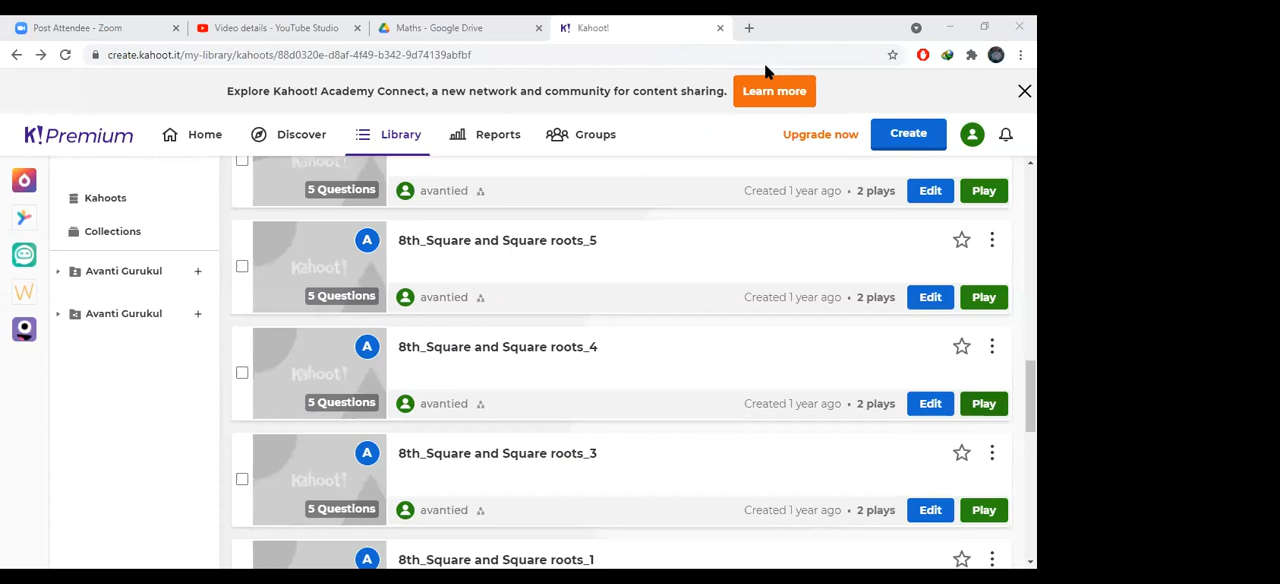 Post Attendee - Zoom
Video details - YouTube Studio
Maths - Google Drive
K! Kahoot!
create.kahoot.it/my-library/kahoots/88d0320e-d8af-4f49-b342-9d74139abfbf
Explore Kahoot! Academy Connect, a new network and community for content sharing.
Learn more
K!Premium
Home
Discover
Library
Reports
Groups
Upgrade now
Create
Kahoots
Collections
Avanti Gurukul
Avanti Gurukul
W
Kahoot!
5 Questions
avantied
Created 1 year ago • 2 plays
Edit
Play
A
Kahoot!
5 Questions
8th_Square and Square roots_5
avantied
Created 1 year ago • 2 plays
Edit
Play
A
Kahoot!
5 Questions
8th_Square and Square roots_4
avantied
Created 1 year ago • 2 plays
Edit
Play
A
Kahoot!
5 Questions
8th_Square and Square roots_3
avantied
Created 1 year ago • 2 plays
Edit
Play
A
8th_Square and Square roots_1